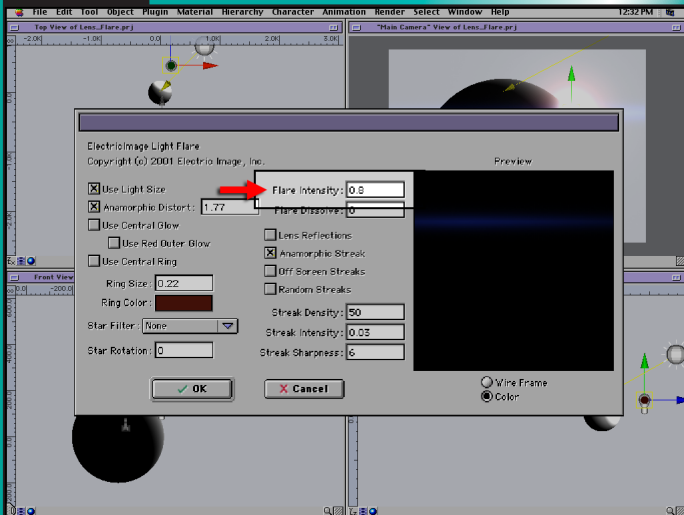 File Edit Tool Object Plugin Material Hierarchy Character Animation Render Select Window Help 12:32 PM
Top View of Lens_Flare.prj
"Main Camera" View of Lens_Flare.prj
-2.0K| -1.0K| 0.0| 1.0K| 2.0K| 3.0K|
ElectricImage Light Flare
Copyright (c) 2001 Electric Image, Inc.
Preview
Use Light Size
Flare Intensity: 0.8
Anamorphic Distort: 1.77
Flare Dissolve: 0
Use Central Glow
Lens Reflections
Use Red Outer Glow
Anamorphic Streak
Use Central Ring
Off Screen Streaks
Ring Size: 0.22
Random Streaks
Ring Color:
Streak Density: 50
Star Filter: None
Streak Intensity: 0.03
Star Rotation: 0
Streak Sharpness: 6
OK
Cancel
Wire Frame
Color
Front View
-200.0|